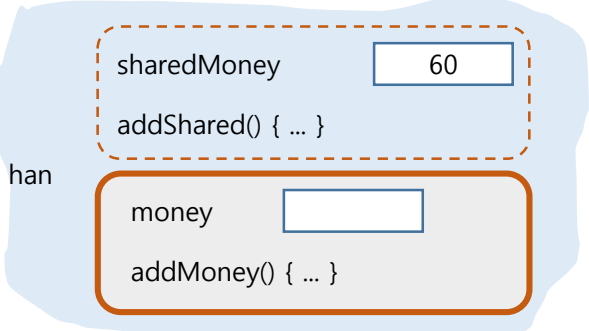 sharedMoney 60
addShared() { ... }
han
money
addMoney() { ... }